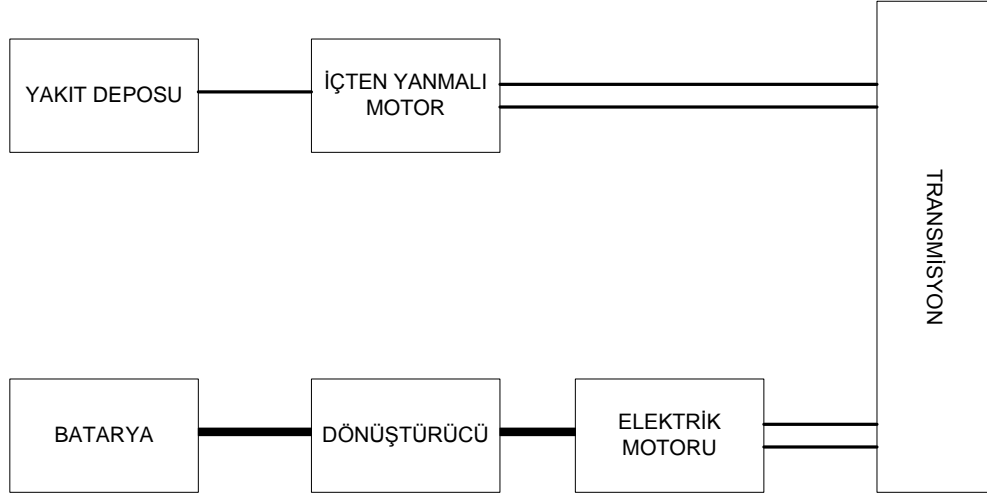 YAKIT DEPOSU
İÇTEN YANMALI
MOTOR
TRANSMİSYON
BATARYA
DÖNÜŞTÜRÜCÜ
ELEKTRİK
MOTORU